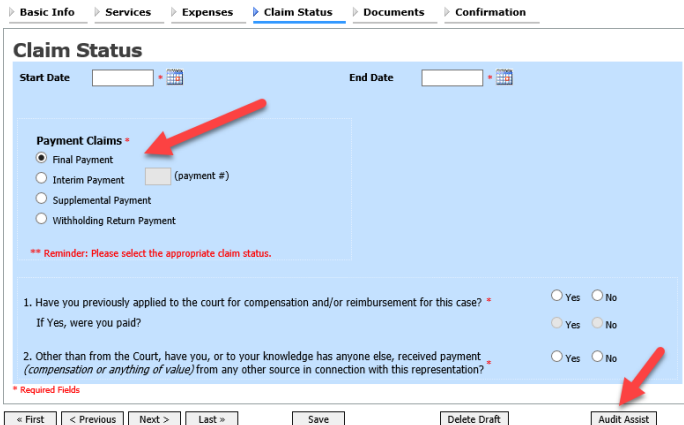 Basic Info Services Expenses Claim Status Documents Confirmation
Claim Status
Start Date * End Date *
Payment Claims *
Final Payment
Interim Payment (payment #)
Supplemental Payment
Withholding Return Payment
** Reminder: Please select the appropriate claim status.
1. Have you previously applied to the court for compensation and/or reimbursement for this case? * Yes No
If Yes, were you paid? Yes No
2. Other than from the Court, have you, or to your knowledge has anyone else, received payment * Yes No
(compensation or anything of value) from any other source in connection with this representation?
* Required Fields
« First < Previous Next > Last » Save Delete Draft Audit Assist